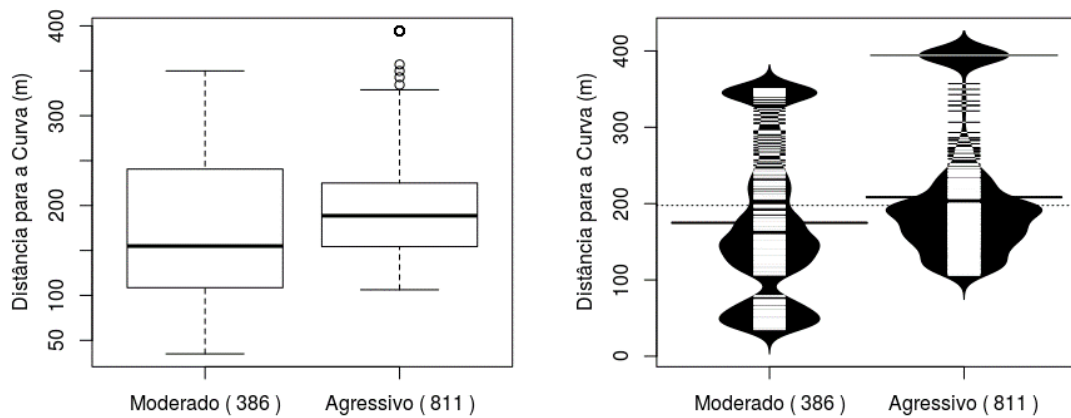 Distância para a Curva (m)
400
300
200
100
50
Moderado ( 386 )
Agressivo ( 811 )
Distância para a Curva (m)
400
300
200
100
0
Moderado ( 386 )
Agressivo ( 811 )